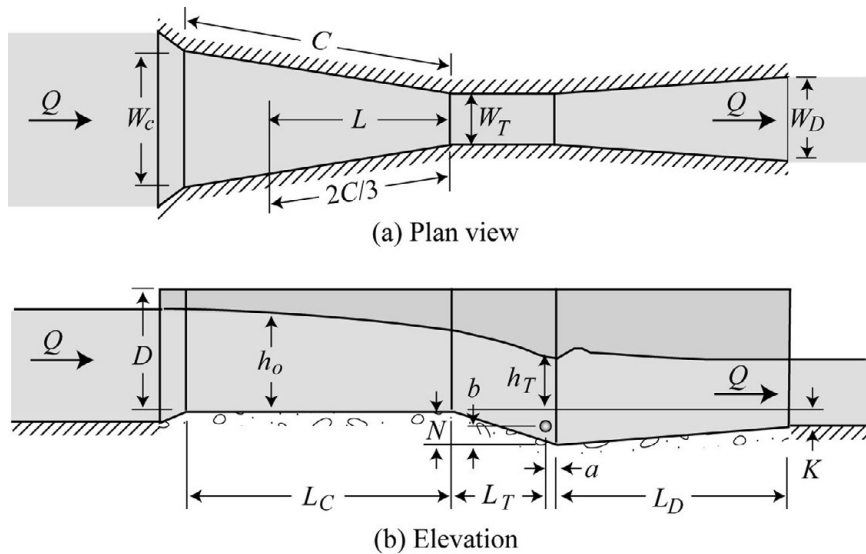 C
Q
W_c
L
W_T
Q
W_D
2C/3
(a) Plan view
Q
D
h_o
b
h_T
Q
N
a
K
L_C
L_T
L_D
(b) Elevation